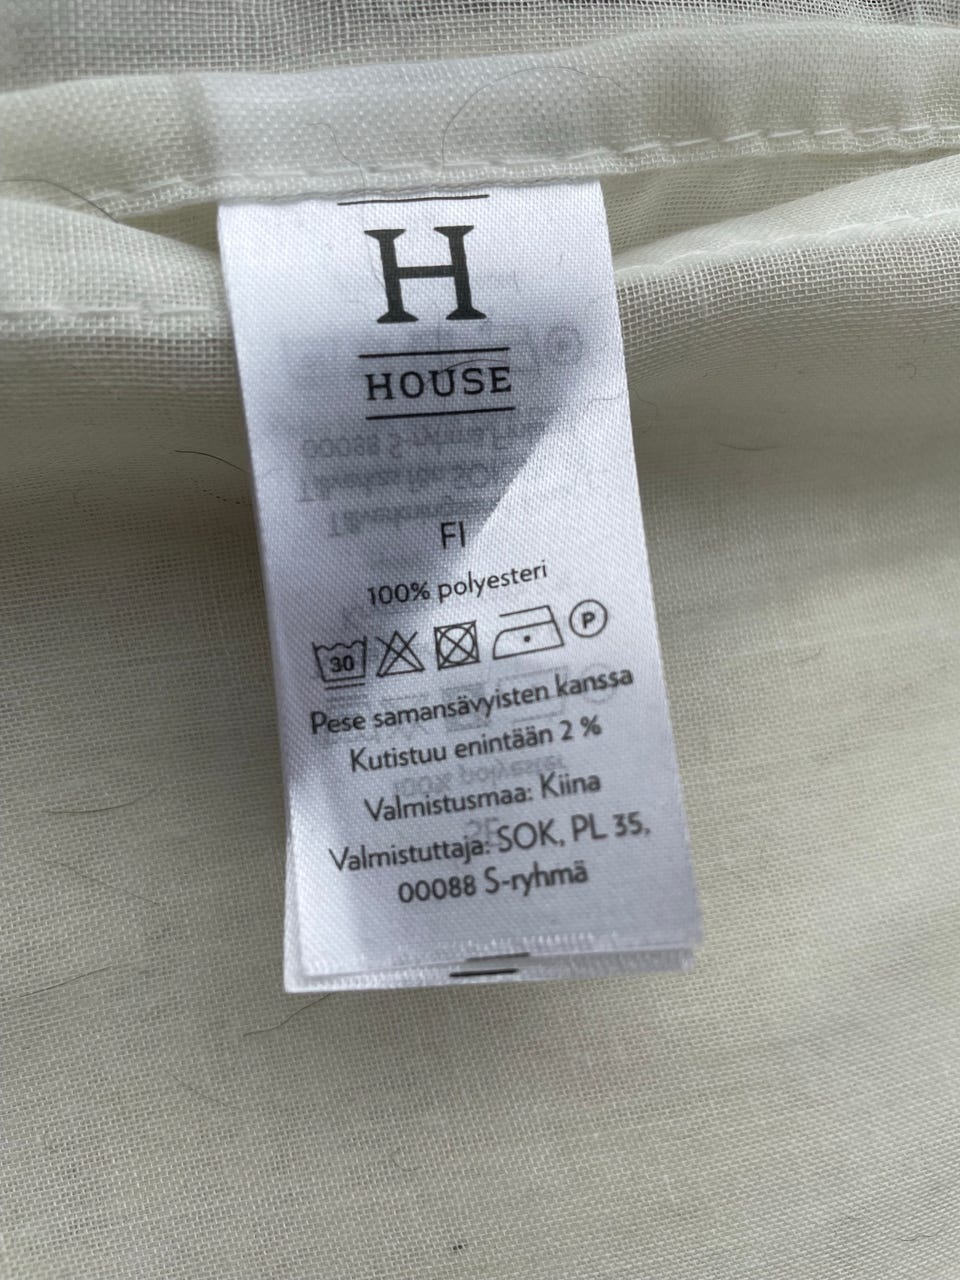 H
HOUSE
FI
100% polyesteri
30 P
Pese samansävyisten kanssa
Kutistuu enintään 2 %
Valmistusmaa: Kiina
Valmistuttaja: SOK, PL 35,
00088 S-ryhmä